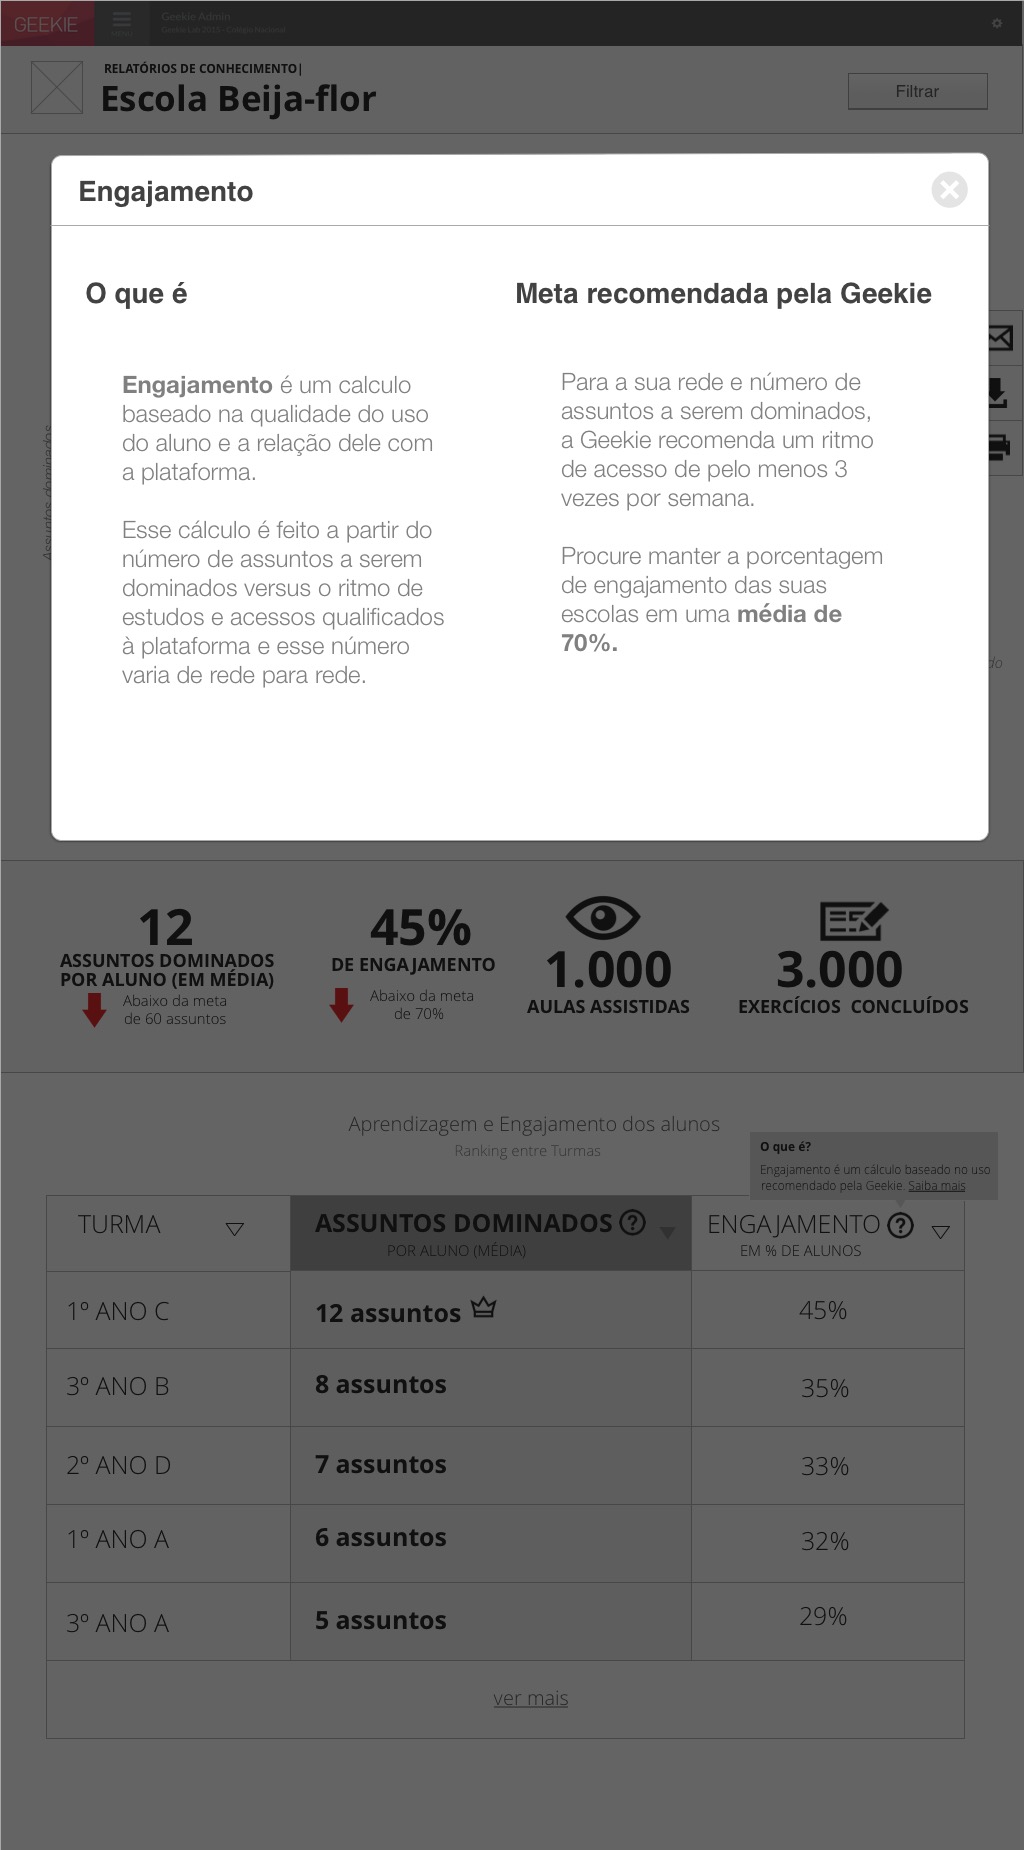 GEEKIE
MENU
Geekie Admin
Geekie Lab 2015 - Colégio Nacional
RELATÓRIOS DE CONHECIMENTO|
Escola Beija-flor
Filtrar
Engajamento
O que é
Engajamento é um calculo
baseado na qualidade do uso
do aluno e a relação dele com
a plataforma.
Esse cálculo é feito a partir do
número de assuntos a serem
dominados versus o ritmo de
estudos e acessos qualificados
à plataforma e esse número
varia de rede para rede.
Meta recomendada pela Geekie
Para a sua rede e número de
assuntos a serem dominados,
a Geekie recomenda um ritmo
de acesso de pelo menos 3
vezes por semana.
Procure manter a porcentagem
de engajamento das suas
escolas em uma média de
70%.
Assuntos dominados
do
12
ASSUNTOS DOMINADOS
POR ALUNO (EM MÉDIA)
Abaixo da meta
de 60 assuntos
45%
DE ENGAJAMENTO
Abaixo da meta
de 70%
1.000
AULAS ASSISTIDAS
3.000
EXERCÍCIOS CONCLUÍDOS
Aprendizagem e Engajamento dos alunos
Ranking entre Turmas
O que é?
Engajamento é um cálculo baseado no uso
recomendado pela Geekie. Saiba mais
TURMA
ASSUNTOS DOMINADOS ?
POR ALUNO (MÉDIA)
ENGAJAMENTO ?
EM % DE ALUNOS
1º ANO C
12 assuntos
45%
3º ANO B
8 assuntos
35%
2º ANO D
7 assuntos
33%
1º ANO A
6 assuntos
32%
3º ANO A
5 assuntos
29%
ver mais